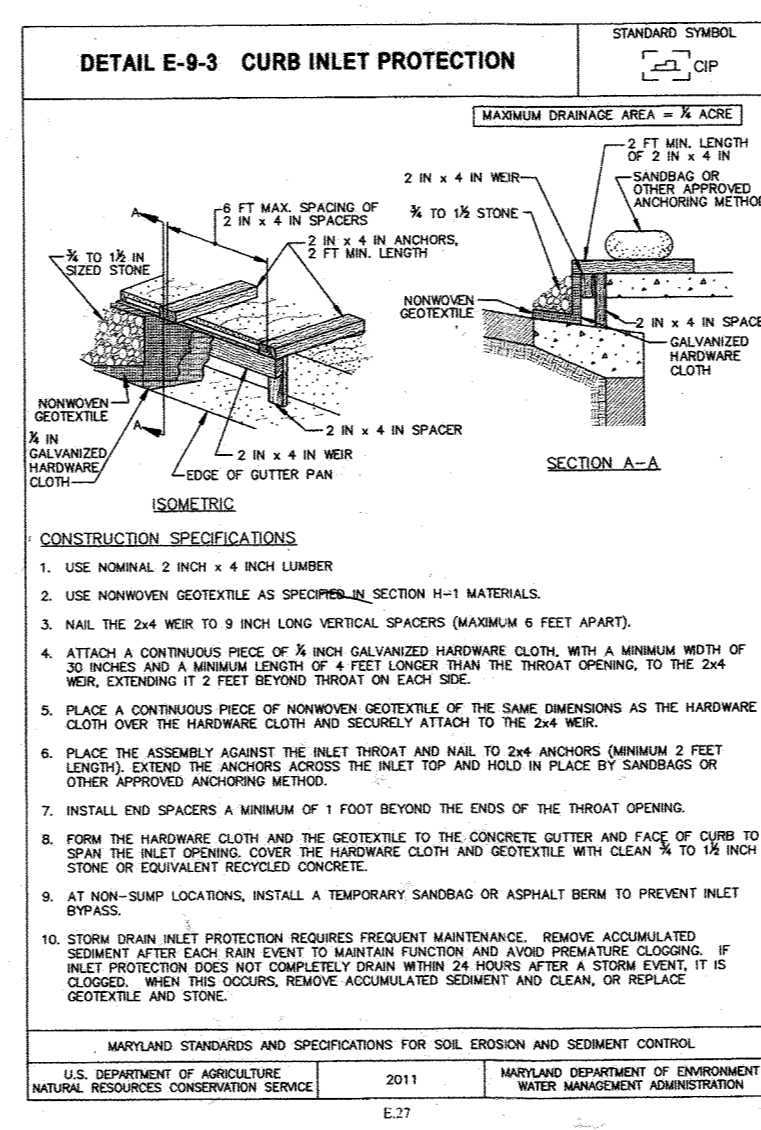 DETAIL E-9-3 CURB INLET PROTECTION
STANDARD SYMBOL
CIP
MAXIMUM DRAINAGE AREA = ¼ ACRE
2 FT MIN. LENGTH
OF 2 IN x 4 IN
2 IN x 4 IN WEIR
SANDBAG OR
OTHER APPROVED
ANCHORING METHOD
¾ TO 1½ STONE
NONWOVEN
GEOTEXTILE
2 IN x 4 IN SPACE
GALVANIZED
HARDWARE
CLOTH
SECTION A-A
A
6 FT MAX. SPACING OF
2 IN x 4 IN SPACERS
¾ TO 1½ IN
SIZED STONE
2 IN x 4 IN ANCHORS,
2 FT MIN. LENGTH
NONWOVEN
GEOTEXTILE
A
¼ IN
GALVANIZED
HARDWARE
CLOTH
2 IN x 4 IN SPACER
2 IN x 4 IN WEIR
EDGE OF GUTTER PAN
ISOMETRIC
CONSTRUCTION SPECIFICATIONS
1. USE NOMINAL 2 INCH x 4 INCH LUMBER
2. USE NONWOVEN GEOTEXTILE AS SPECIFIED IN SECTION H-1 MATERIALS.
3. NAIL THE 2x4 WEIR TO 9 INCH LONG VERTICAL SPACERS (MAXIMUM 6 FEET APART).
4. ATTACH A CONTINUOUS PIECE OF ¼ INCH GALVANIZED HARDWARE CLOTH, WITH A MINIMUM WIDTH OF
30 INCHES AND A MINIMUM LENGTH OF 4 FEET LONGER THAN THE THROAT OPENING, TO THE 2x4
WEIR, EXTENDING IT 2 FEET BEYOND THROAT ON EACH SIDE.
5. PLACE A CONTINUOUS PIECE OF NONWOVEN GEOTEXTILE OF THE SAME DIMENSIONS AS THE HARDWARE
CLOTH OVER THE HARDWARE CLOTH AND SECURELY ATTACH TO THE 2x4 WEIR.
6. PLACE THE ASSEMBLY AGAINST THE INLET THROAT AND NAIL TO 2x4 ANCHORS (MINIMUM 2 FEET
LENGTH). EXTEND THE ANCHORS ACROSS THE INLET TOP AND HOLD IN PLACE BY SANDBAGS OR
OTHER APPROVED ANCHORING METHOD.
7. INSTALL END SPACERS A MINIMUM OF 1 FOOT BEYOND THE ENDS OF THE THROAT OPENING.
8. FORM THE HARDWARE CLOTH AND THE GEOTEXTILE TO THE CONCRETE GUTTER AND FACE OF CURB TO
SPAN THE INLET OPENING. COVER THE HARDWARE CLOTH AND GEOTEXTILE WITH CLEAN ¾ TO 1½ INCH
STONE OR EQUIVALENT RECYCLED CONCRETE.
9. AT NON-SUMP LOCATIONS, INSTALL A TEMPORARY SANDBAG OR ASPHALT BERM TO PREVENT INLET
BYPASS.
10. STORM DRAIN INLET PROTECTION REQUIRES FREQUENT MAINTENANCE. REMOVE ACCUMULATED
SEDIMENT AFTER EACH RAIN EVENT TO MAINTAIN FUNCTION AND AVOID PREMATURE CLOGGING. IF
INLET PROTECTION DOES NOT COMPLETELY DRAIN WITHIN 24 HOURS AFTER A STORM EVENT, IT IS
CLOGGED. WHEN THIS OCCURS, REMOVE ACCUMULATED SEDIMENT AND CLEAN, OR REPLACE
GEOTEXTILE AND STONE.
MARYLAND STANDARDS AND SPECIFICATIONS FOR SOIL EROSION AND SEDIMENT CONTROL
U.S. DEPARTMENT OF AGRICULTURE
NATURAL RESOURCES CONSERVATION SERVICE
2011
MARYLAND DEPARTMENT OF ENVIRONMENT
WATER MANAGEMENT ADMINISTRATION
E.27